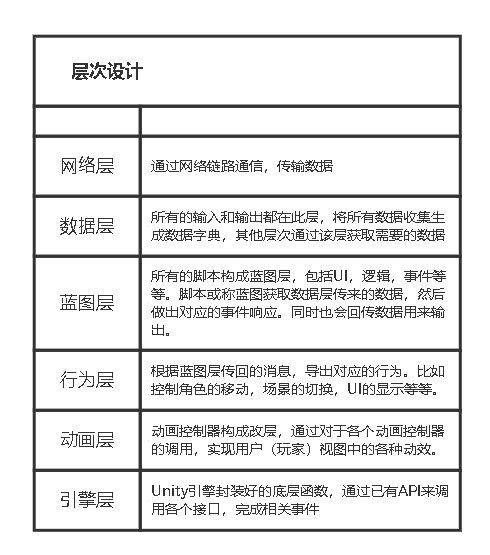 层次设计
网络层
通过网络链路通信，传输数据
数据层
所有的输入和输出都在此层，将所有数据收集生
成数据字典，其他层次通过该层获取需要的数据
蓝图层
所有的脚本构成蓝图层，包括UI，逻辑，事件等
等。脚本或称蓝图获取数据层传来的数据，然后
做出对应的事件响应。同时也会回传数据用来输
出。
行为层
根据蓝图层传回的消息，导出对应的行为。比如
控制角色的移动，场景的切换，UI的显示等等。
动画层
动画控制器构成改层，通过对于各个动画控制器
的调用，实现用户（玩家）视图中的各种动效。
引擎层
Unity引擎封装好的底层函数，通过已有API来调
用各个接口，完成相关事件